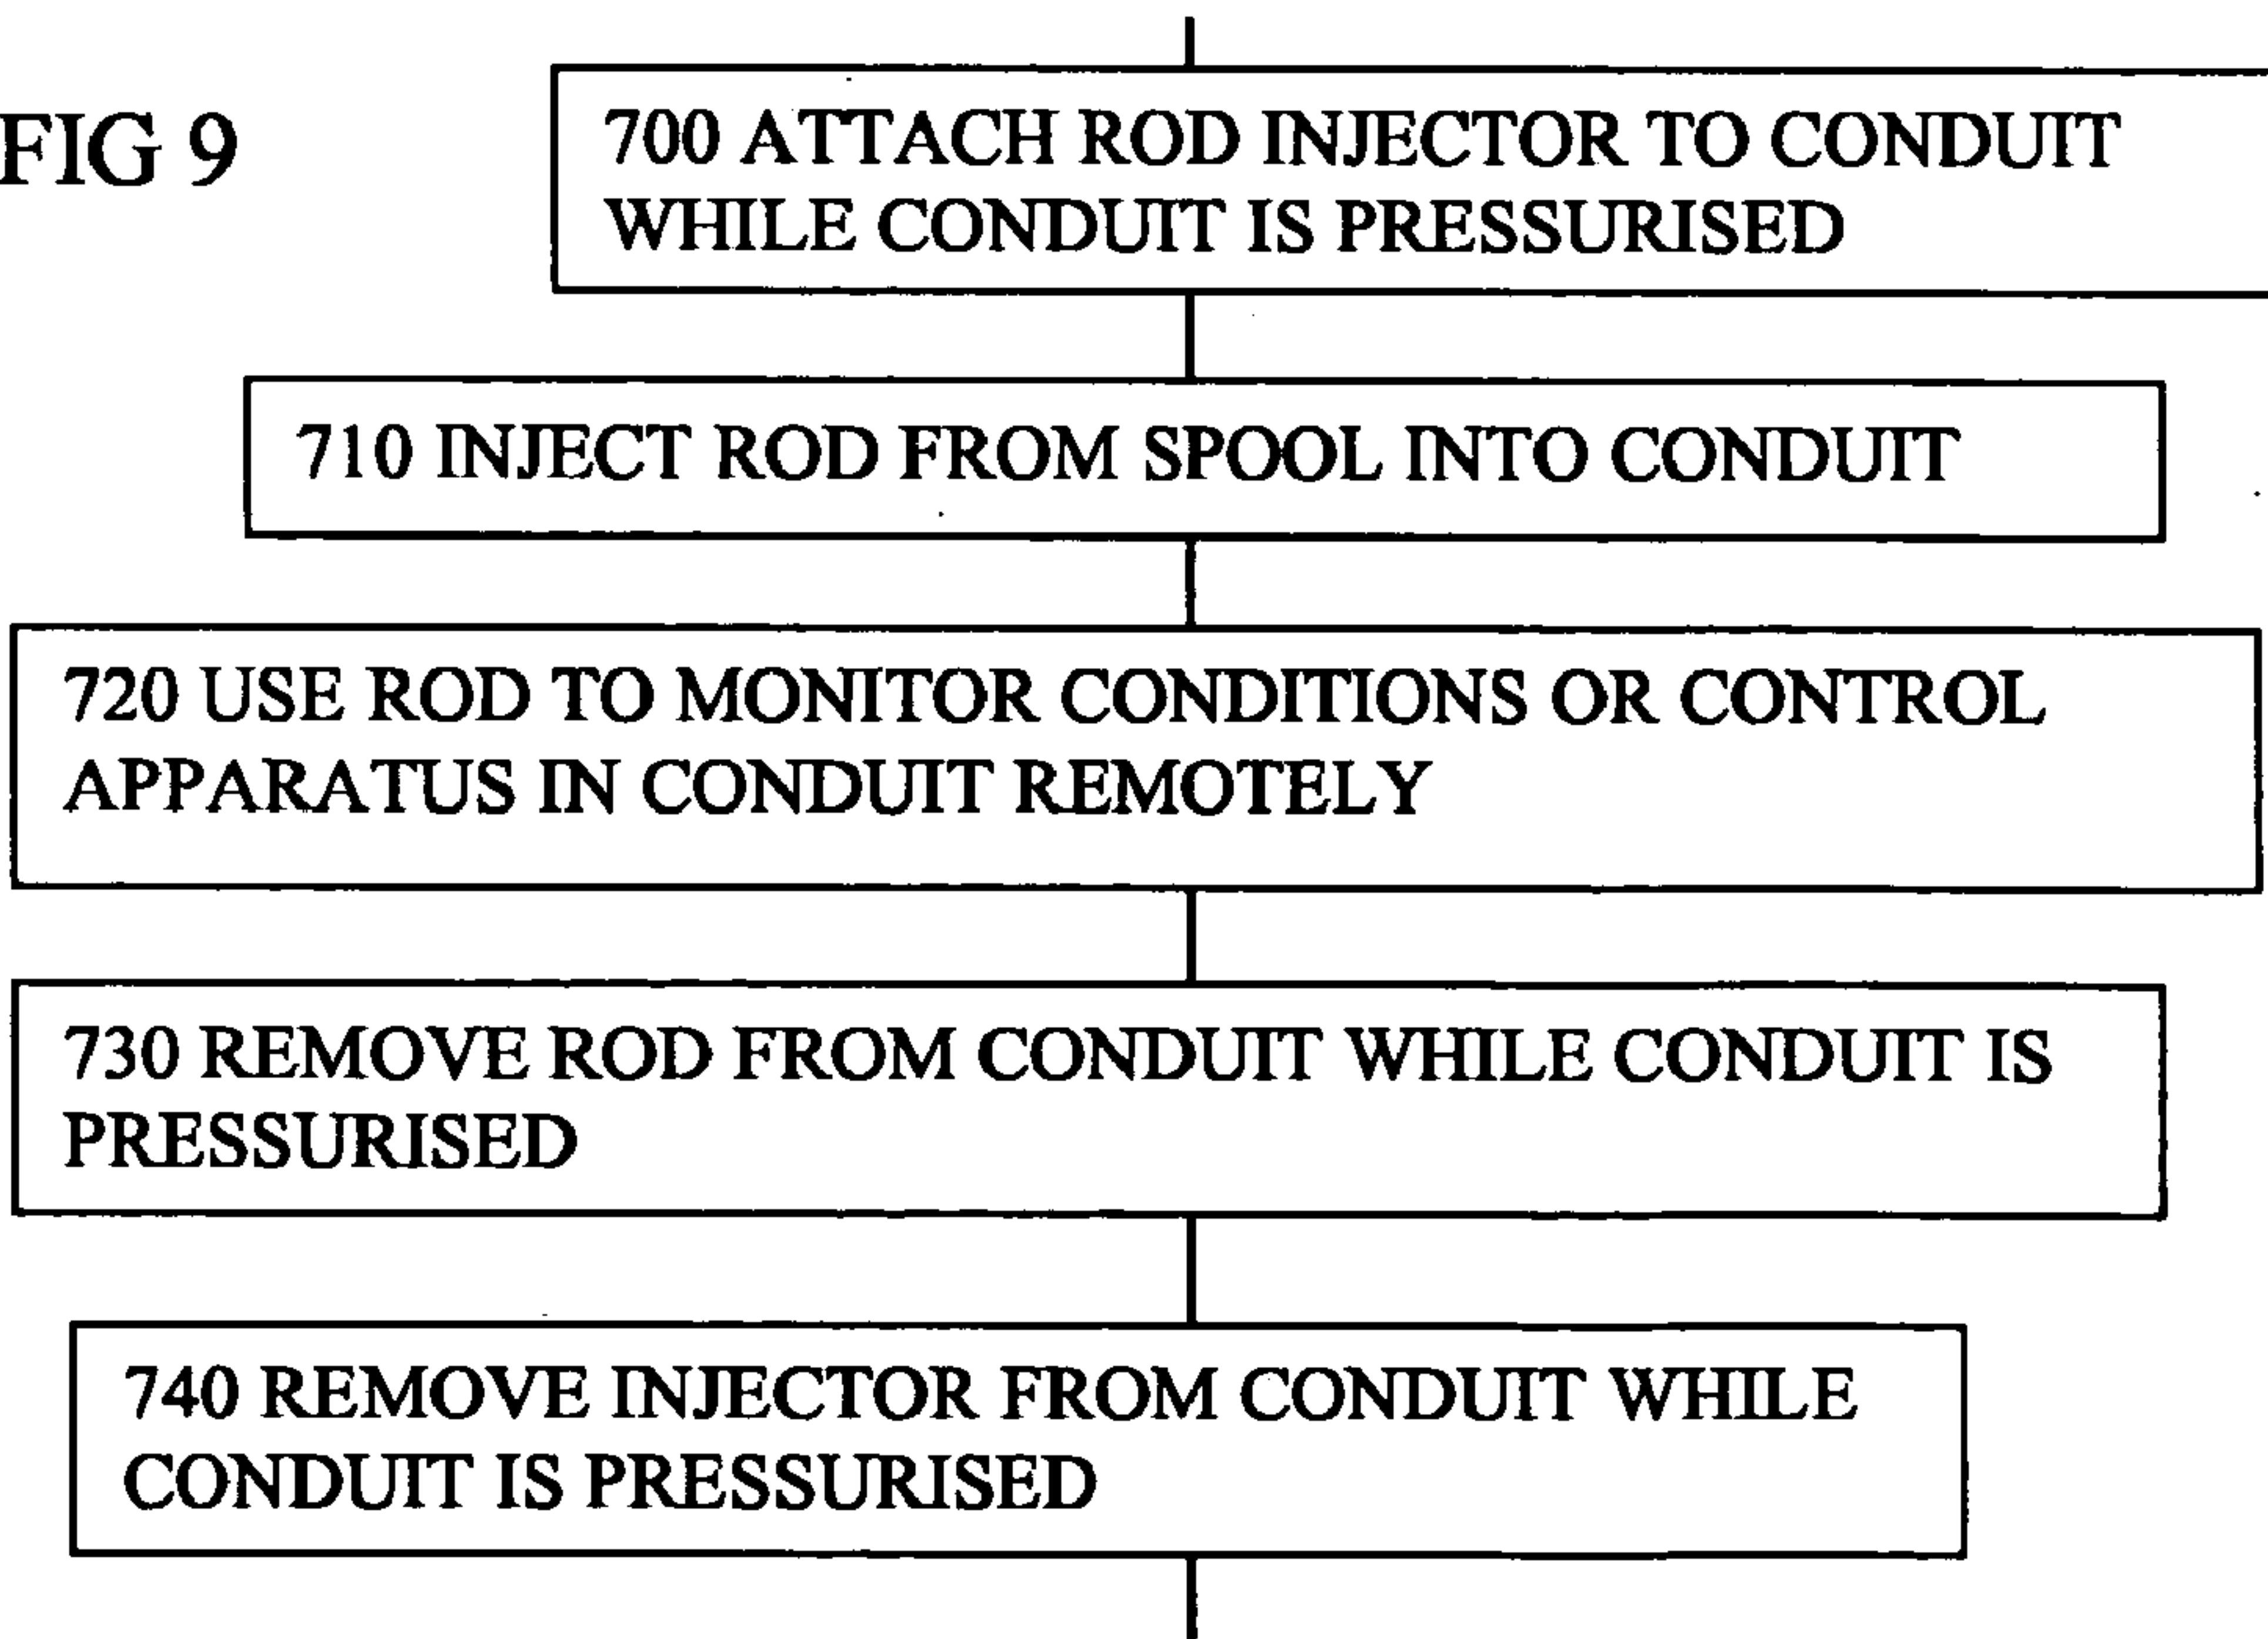 FIG 9
700 ATTACH ROD INJECTOR TO CONDUIT
WHILE CONDUIT IS PRESSURISED
710 INJECT ROD FROM SPOOL INTO CONDUIT
720 USE ROD TO MONITOR CONDITIONS OR CONTROL
APPARATUS IN CONDUIT REMOTELY
730 REMOVE ROD FROM CONDUIT WHILE CONDUIT IS
PRESSURISED
740 REMOVE INJECTOR FROM CONDUIT WHILE
CONDUIT IS PRESSURISED